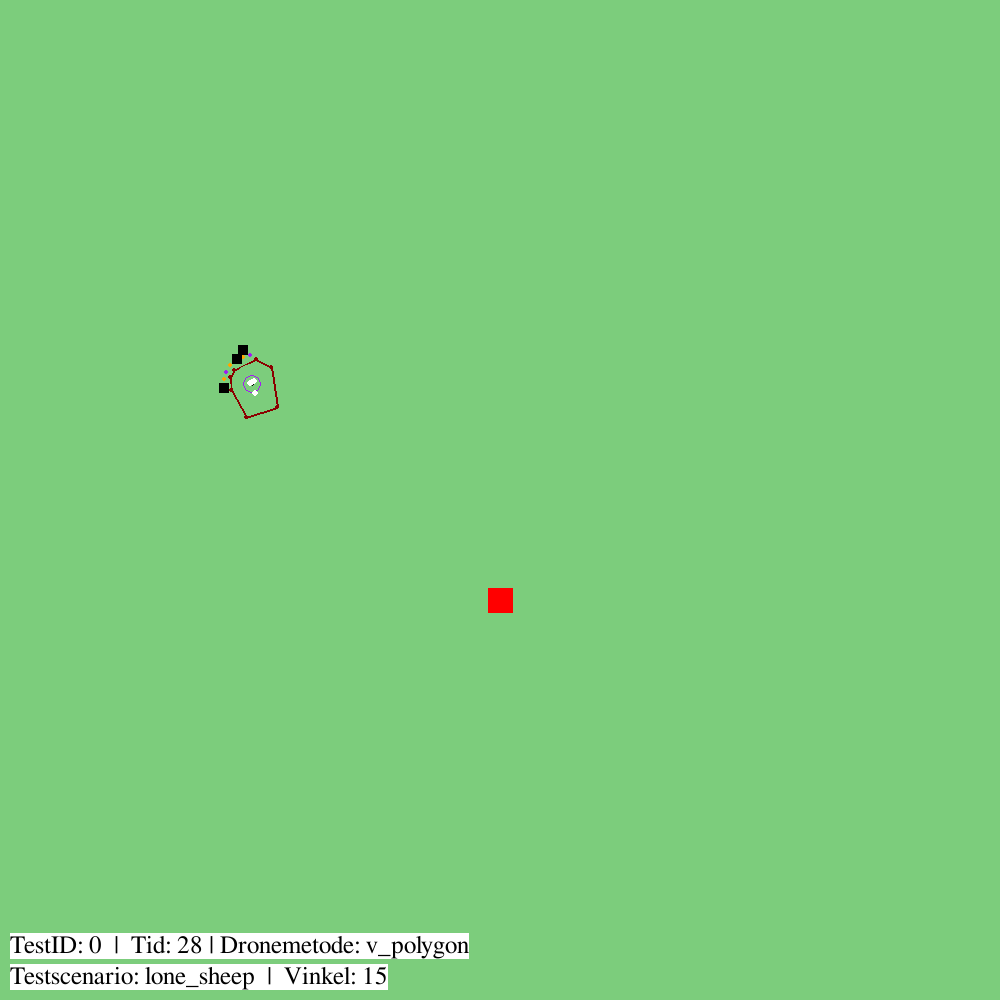 TestID: 0 | Tid: 28 | Dronemetode: v_polygon
Testscenario: lone_sheep | Vinkel: 15